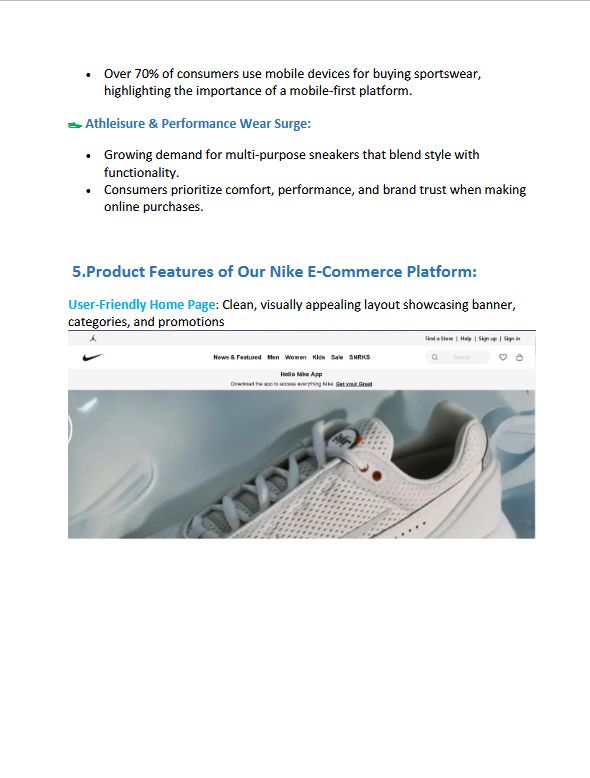 • Over 70% of consumers use mobile devices for buying sportswear,
highlighting the importance of a mobile-first platform.
Athleisure & Performance Wear Surge:
• Growing demand for multi-purpose sneakers that blend style with
functionality.
• Consumers prioritize comfort, performance, and brand trust when making
online purchases.
5.Product Features of Our Nike E-Commerce Platform:
User-Friendly Home Page: Clean, visually appealing layout showcasing banner,
categories, and promotions
Find a Store | Help | Sign up | Sign in
News & Featured Men Women Kids Sale SNRKS
Search
Hello Nike App
Download the app to access everything Nike. Get your Great